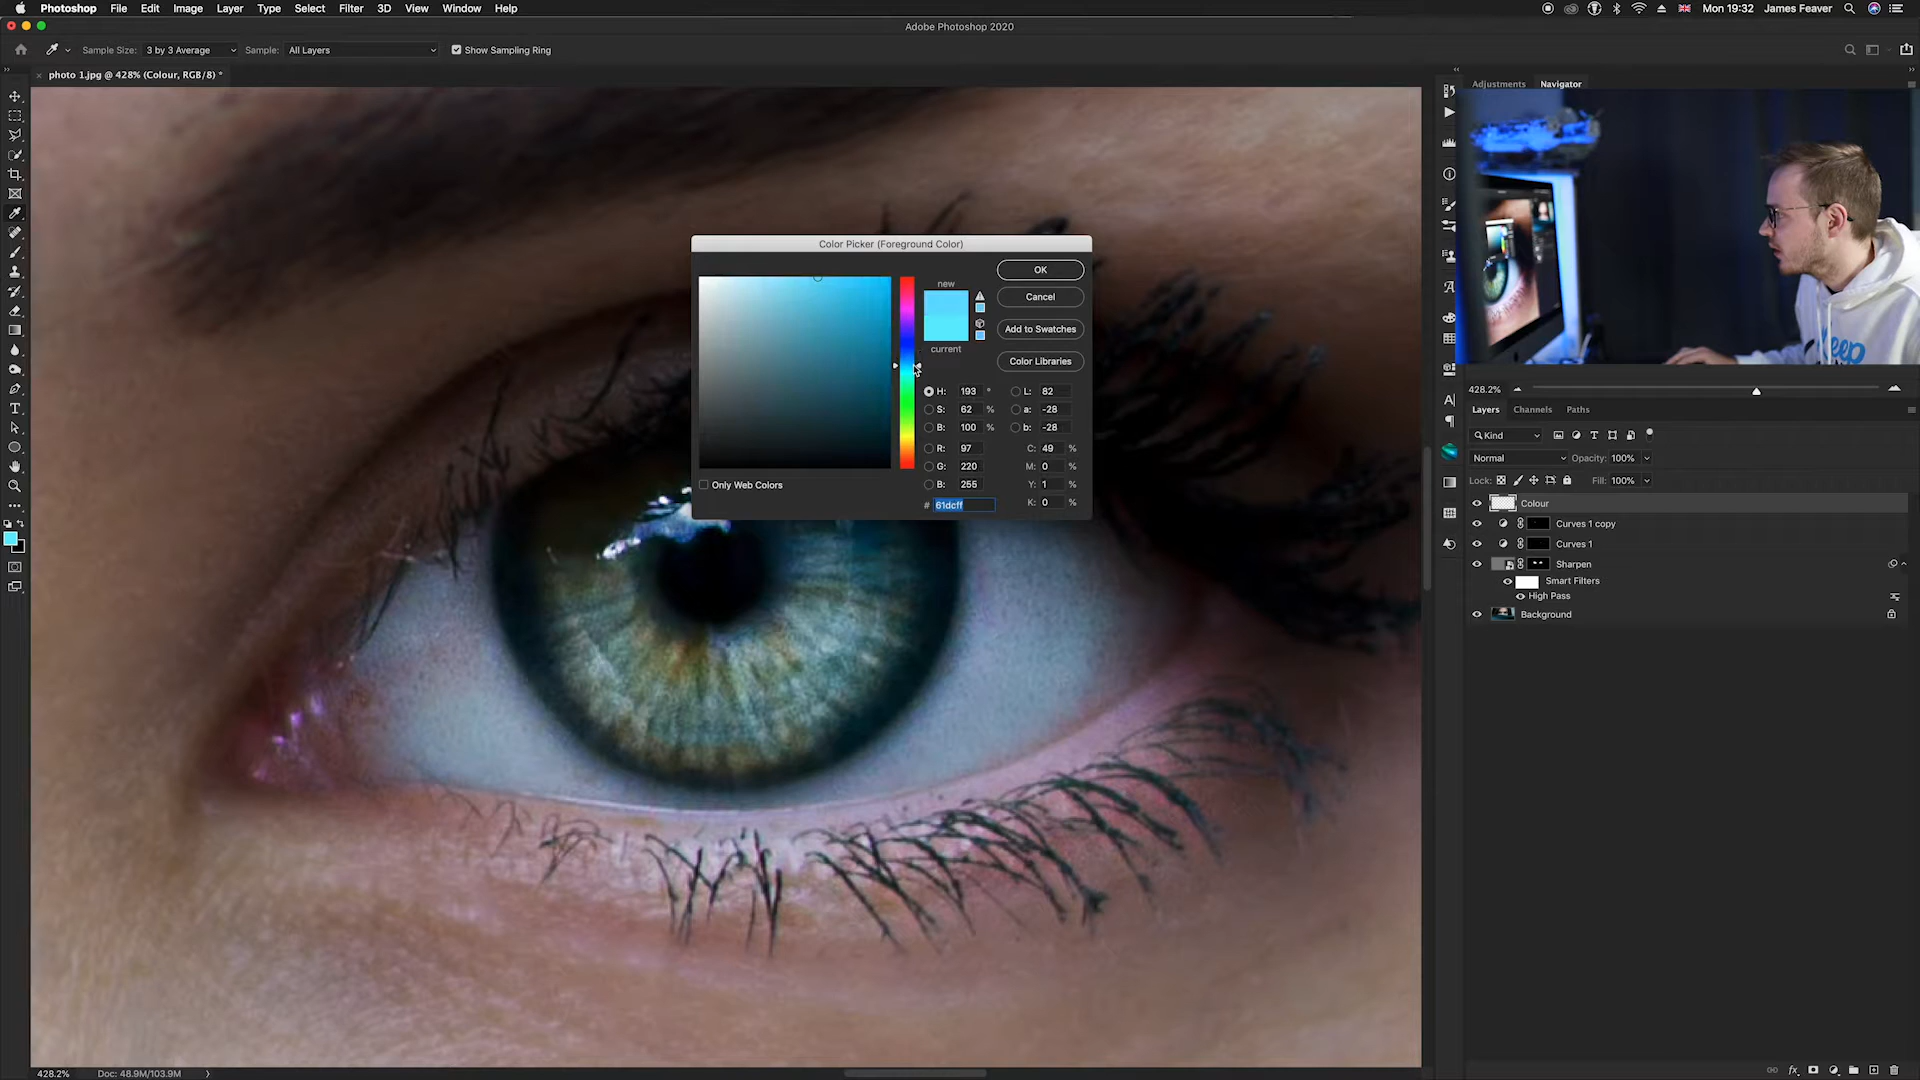 Photoshop File Edit Image Layer Type Select Filter 3D View Window Help Mon 19:32 James Feaver
Adobe Photoshop 2020
Sample Size: 3 by 3 Average Sample: All Layers Show Sampling Ring
photo 1.jpg @ 428% (Colour, RGB/8) *
Adjustments Navigator
Color Picker (Foreground Color)
new
current
OK
Cancel
Add to Swatches
Color Libraries
H: 193 ° L: 82
S: 62 % a: -28
B: 100 % b: -28
R: 97 C: 49 %
G: 220 M: 0 %
B: 255 Y: 1 %
# 61dcff K: 0 %
Only Web Colors
428.2%
Layers Channels Paths
Kind
Normal Opacity: 100%
Lock: Fill: 100%
Colour
Curves 1 copy
Curves 1
Sharpen
Smart Filters
High Pass
Background
428.2% Doc: 48.9M/103.9M